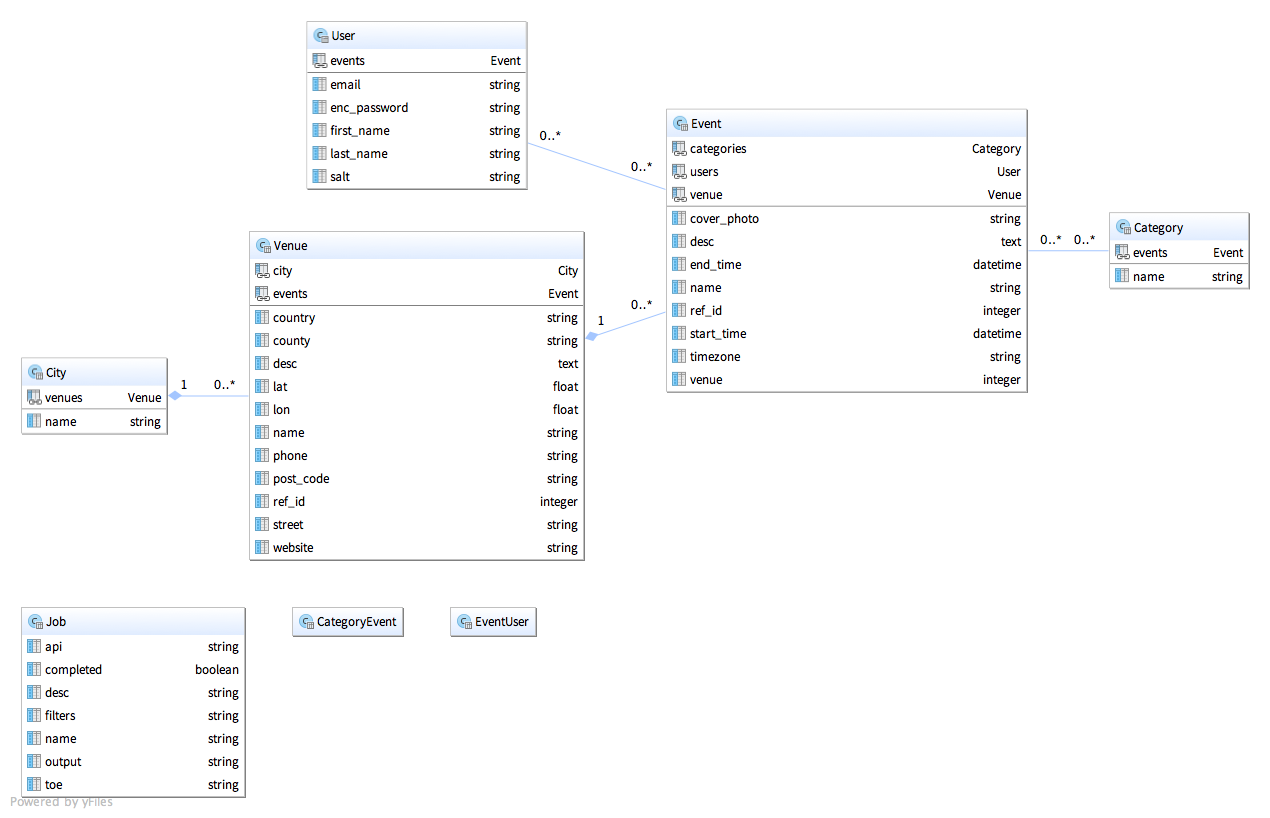 User
events Event
email string
enc_password string
first_name string
last_name string
salt string
0..*
0..*
Event
categories Category
users User
venue Venue
cover_photo string
desc text
end_time datetime
name string
ref_id integer
start_time datetime
timezone string
venue integer
0..* 0..*
Category
events Event
name string
Venue
city City
events Event
country string
county string
desc text
lat float
lon float
name string
phone string
post_code string
ref_id integer
street string
website string
0..*
1
City
venues Venue
name string
1 0..*
Job
api string
completed boolean
desc string
filters string
name string
output string
toe string
CategoryEvent
EventUser
Powered by yFiles